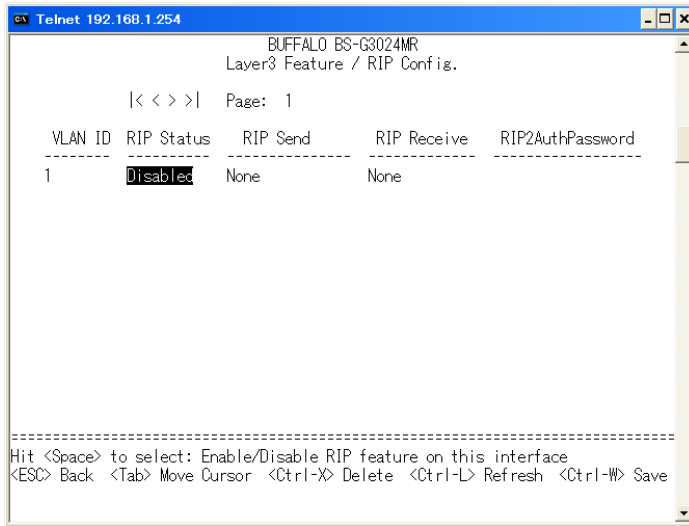 Telnet 192.168.1.254
BUFFALO BS-G3024MR
Layer3 Feature / RIP Config.
|< < > >| Page: 1
VLAN ID RIP Status RIP Send RIP Receive RIP2AuthPassword
-------- ---------- --------------- ------------- ------------------
1 Disabled None None
================================================================================
Hit <Space> to select: Enable/Disable RIP feature on this interface
<ESC> Back <Tab> Move Cursor <Ctrl-X> Delete <Ctrl-L> Refresh <Ctrl-W> Save